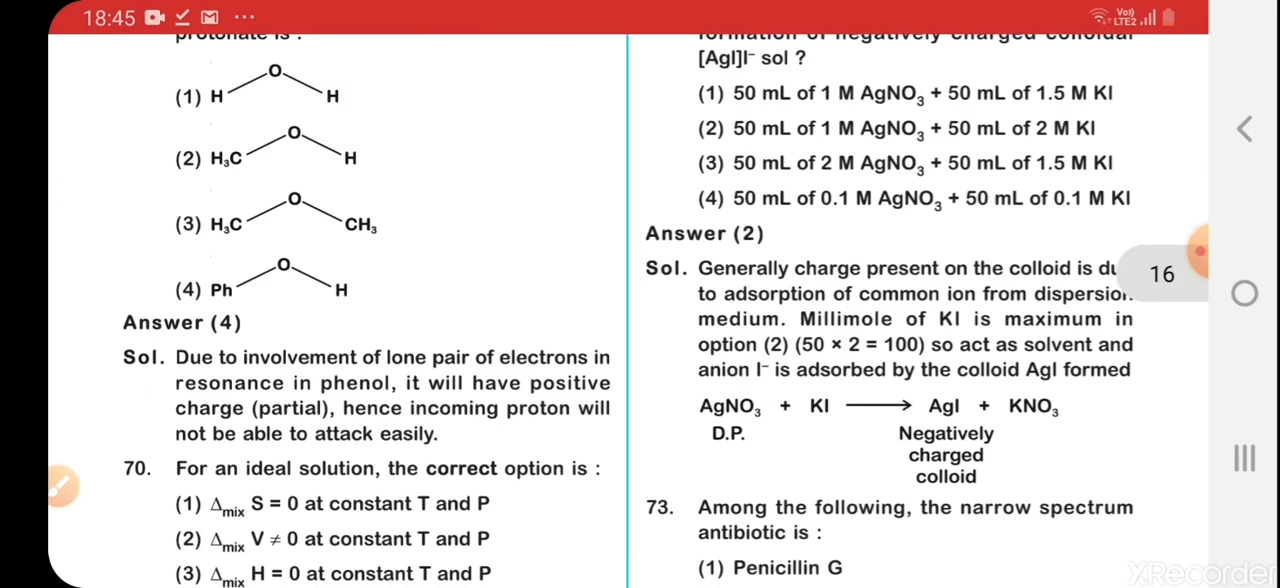 18:45
Vo))
LTE2
protonate is :
(1) H O H
(2) H₃C O H
(3) H₃C O CH₃
(4) Ph O H
Answer (4)
Sol. Due to involvement of lone pair of electrons in
resonance in phenol, it will have positive
charge (partial), hence incoming proton will
not be able to attack easily.
70. For an ideal solution, the correct option is :
(1) Δmix S = 0 at constant T and P
(2) Δmix V ≠ 0 at constant T and P
(3) Δmix H = 0 at constant T and P
formation of negatively charged colloidal
[AgI]I⁻ sol ?
(1) 50 mL of 1 M AgNO₃ + 50 mL of 1.5 M KI
(2) 50 mL of 1 M AgNO₃ + 50 mL of 2 M KI
(3) 50 mL of 2 M AgNO₃ + 50 mL of 1.5 M KI
(4) 50 mL of 0.1 M AgNO₃ + 50 mL of 0.1 M KI
Answer (2)
Sol. Generally charge present on the colloid is
to adsorption of common ion from dispersion
medium. Millimole of KI is maximum in
option (2) (50 × 2 = 100) so act as solvent and
anion I⁻ is adsorbed by the colloid AgI formed
AgNO₃ + KI ⟶ AgI + KNO₃
D.P. Negatively
charged
colloid
73. Among the following, the narrow spectrum
antibiotic is :
(1) Penicillin G
16
XRecorder